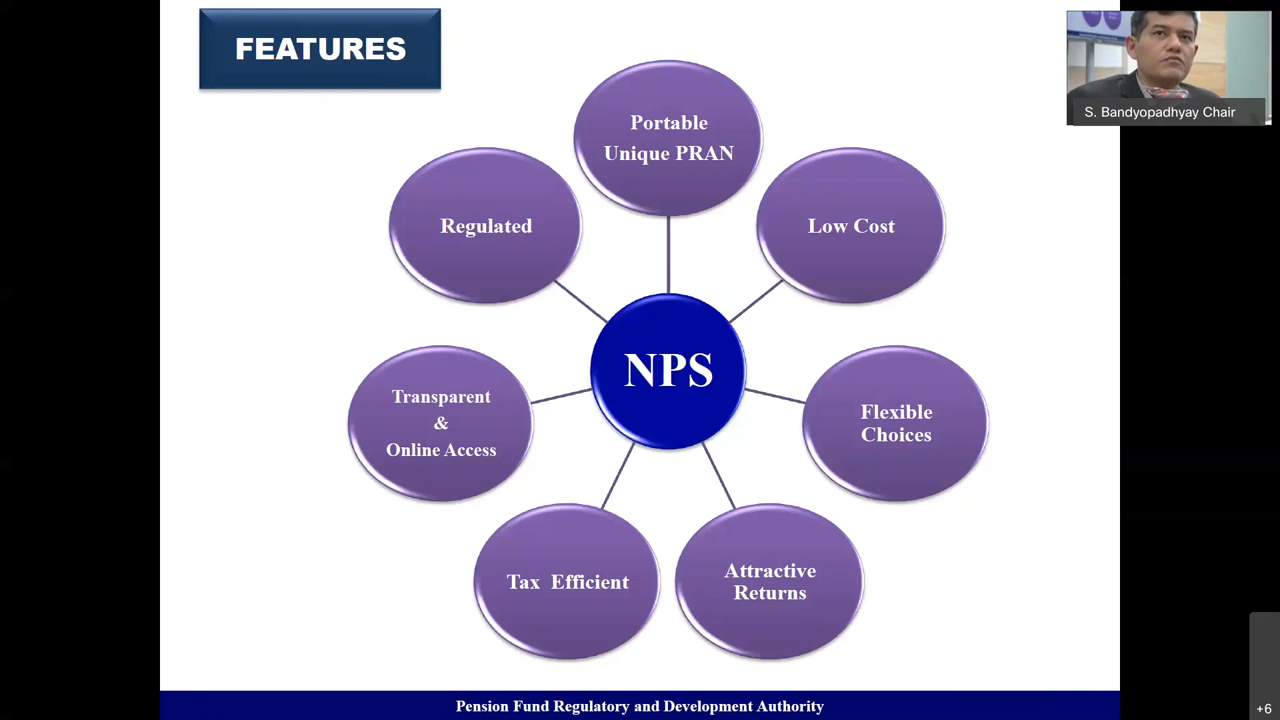 FEATURES
S. Bandyopadhyay Chair
Portable
Unique PRAN
Regulated
Low Cost
NPS
Transparent
&
Online Access
Flexible
Choices
Tax Efficient
Attractive
Returns
Pension Fund Regulatory and Development Authority
+6